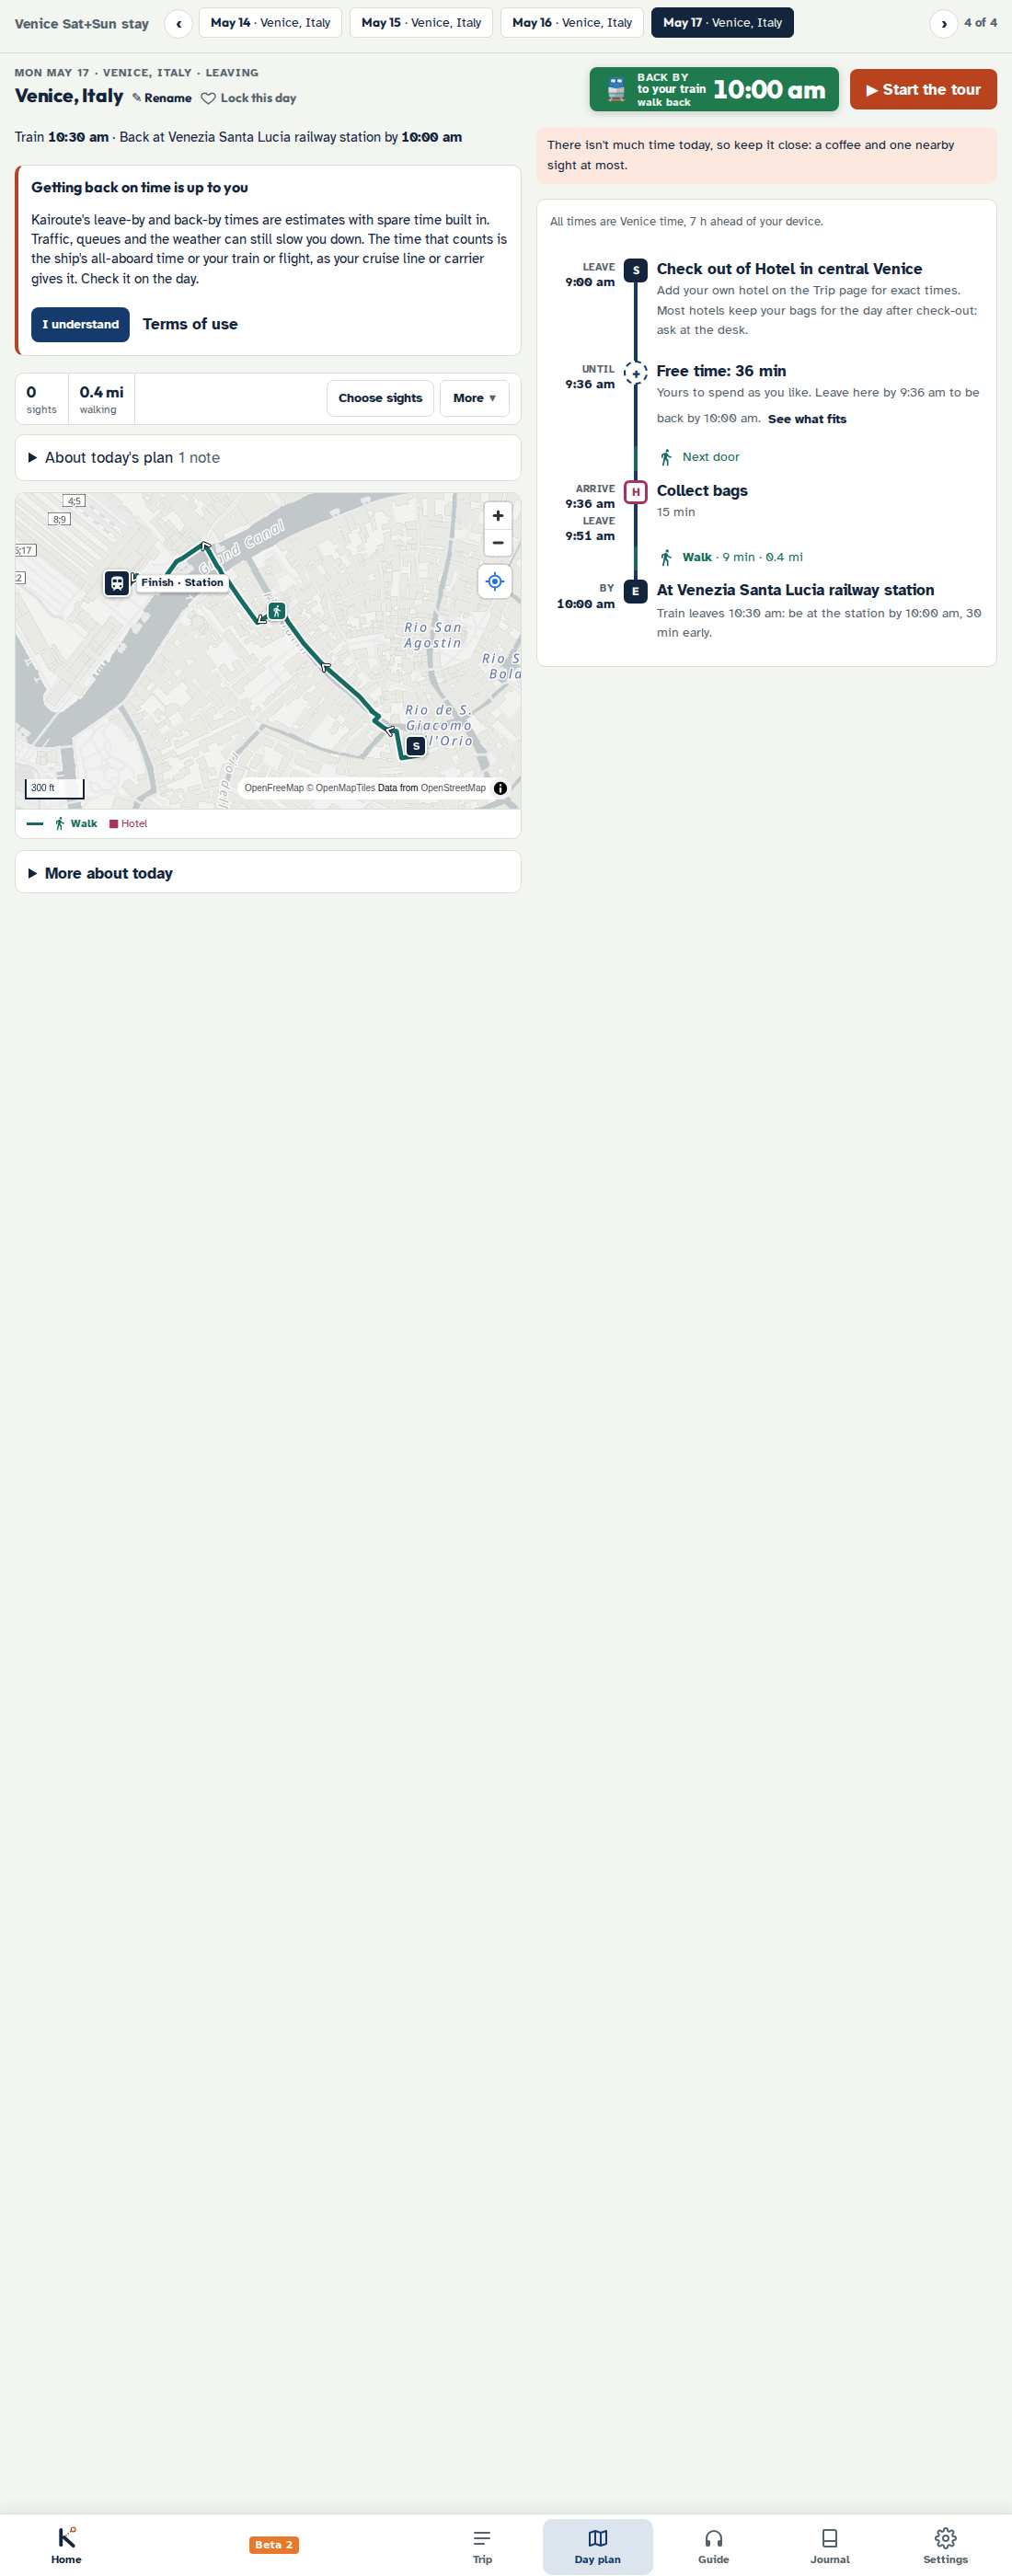 Venice Sat+Sun stay
‹
May 14 · Venice, Italy
May 15 · Venice, Italy
May 16 · Venice, Italy
May 17 · Venice, Italy
›
4 of 4
MON MAY 17 · VENICE, ITALY · LEAVING
Venice, Italy
✎ Rename
Lock this day
BACK BY
to your train
walk back
10:00 am
▶ Start the tour
Train 10:30 am · Back at Venezia Santa Lucia railway station by 10:00 am
Getting back on time is up to you
Kairoute's leave-by and back-by times are estimates with spare time built in.
Traffic, queues and the weather can still slow you down. The time that counts is
the ship's all-aboard time or your train or flight, as your cruise line or carrier
gives it. Check it on the day.
I understand
Terms of use
0
sights
0.4 mi
walking
Choose sights
More ▼
▶ About today's plan 1 note
4;5
8;9
Grand Canal
Finish · Station
Rio San
Agostin
Rio de S.
Giacomo
S
300 ft
OpenFreeMap © OpenMapTiles Data from OpenStreetMap
Walk
Hotel
▶ More about today
There isn't much time today, so keep it close: a coffee and one nearby
sight at most.
All times are Venice time, 7 h ahead of your device.
LEAVE
9:00 am
S
Check out of Hotel in central Venice
Add your own hotel on the Trip page for exact times.
Most hotels keep your bags for the day after check-out:
ask at the desk.
UNTIL
9:36 am
+
Free time: 36 min
Yours to spend as you like. Leave here by 9:36 am to be
back by 10:00 am. See what fits
Next door
ARRIVE
9:36 am
LEAVE
9:51 am
H
Collect bags
15 min
Walk · 9 min · 0.4 mi
BY
10:00 am
E
At Venezia Santa Lucia railway station
Train leaves 10:30 am: be at the station by 10:00 am, 30
min early.
Home
Beta 2
Trip
Day plan
Guide
Journal
Settings